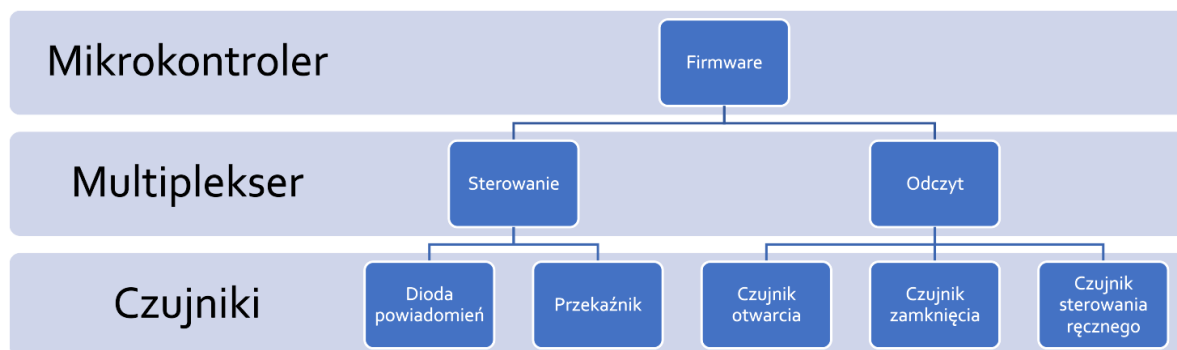 Mikrokontroler
Firmware
Multiplekser
Sterowanie
Odczyt
Czujniki
Dioda
powiadomień
Przekaźnik
Czujnik
otwarcia
Czujnik
zamknięcia
Czujnik
sterowania
ręcznego